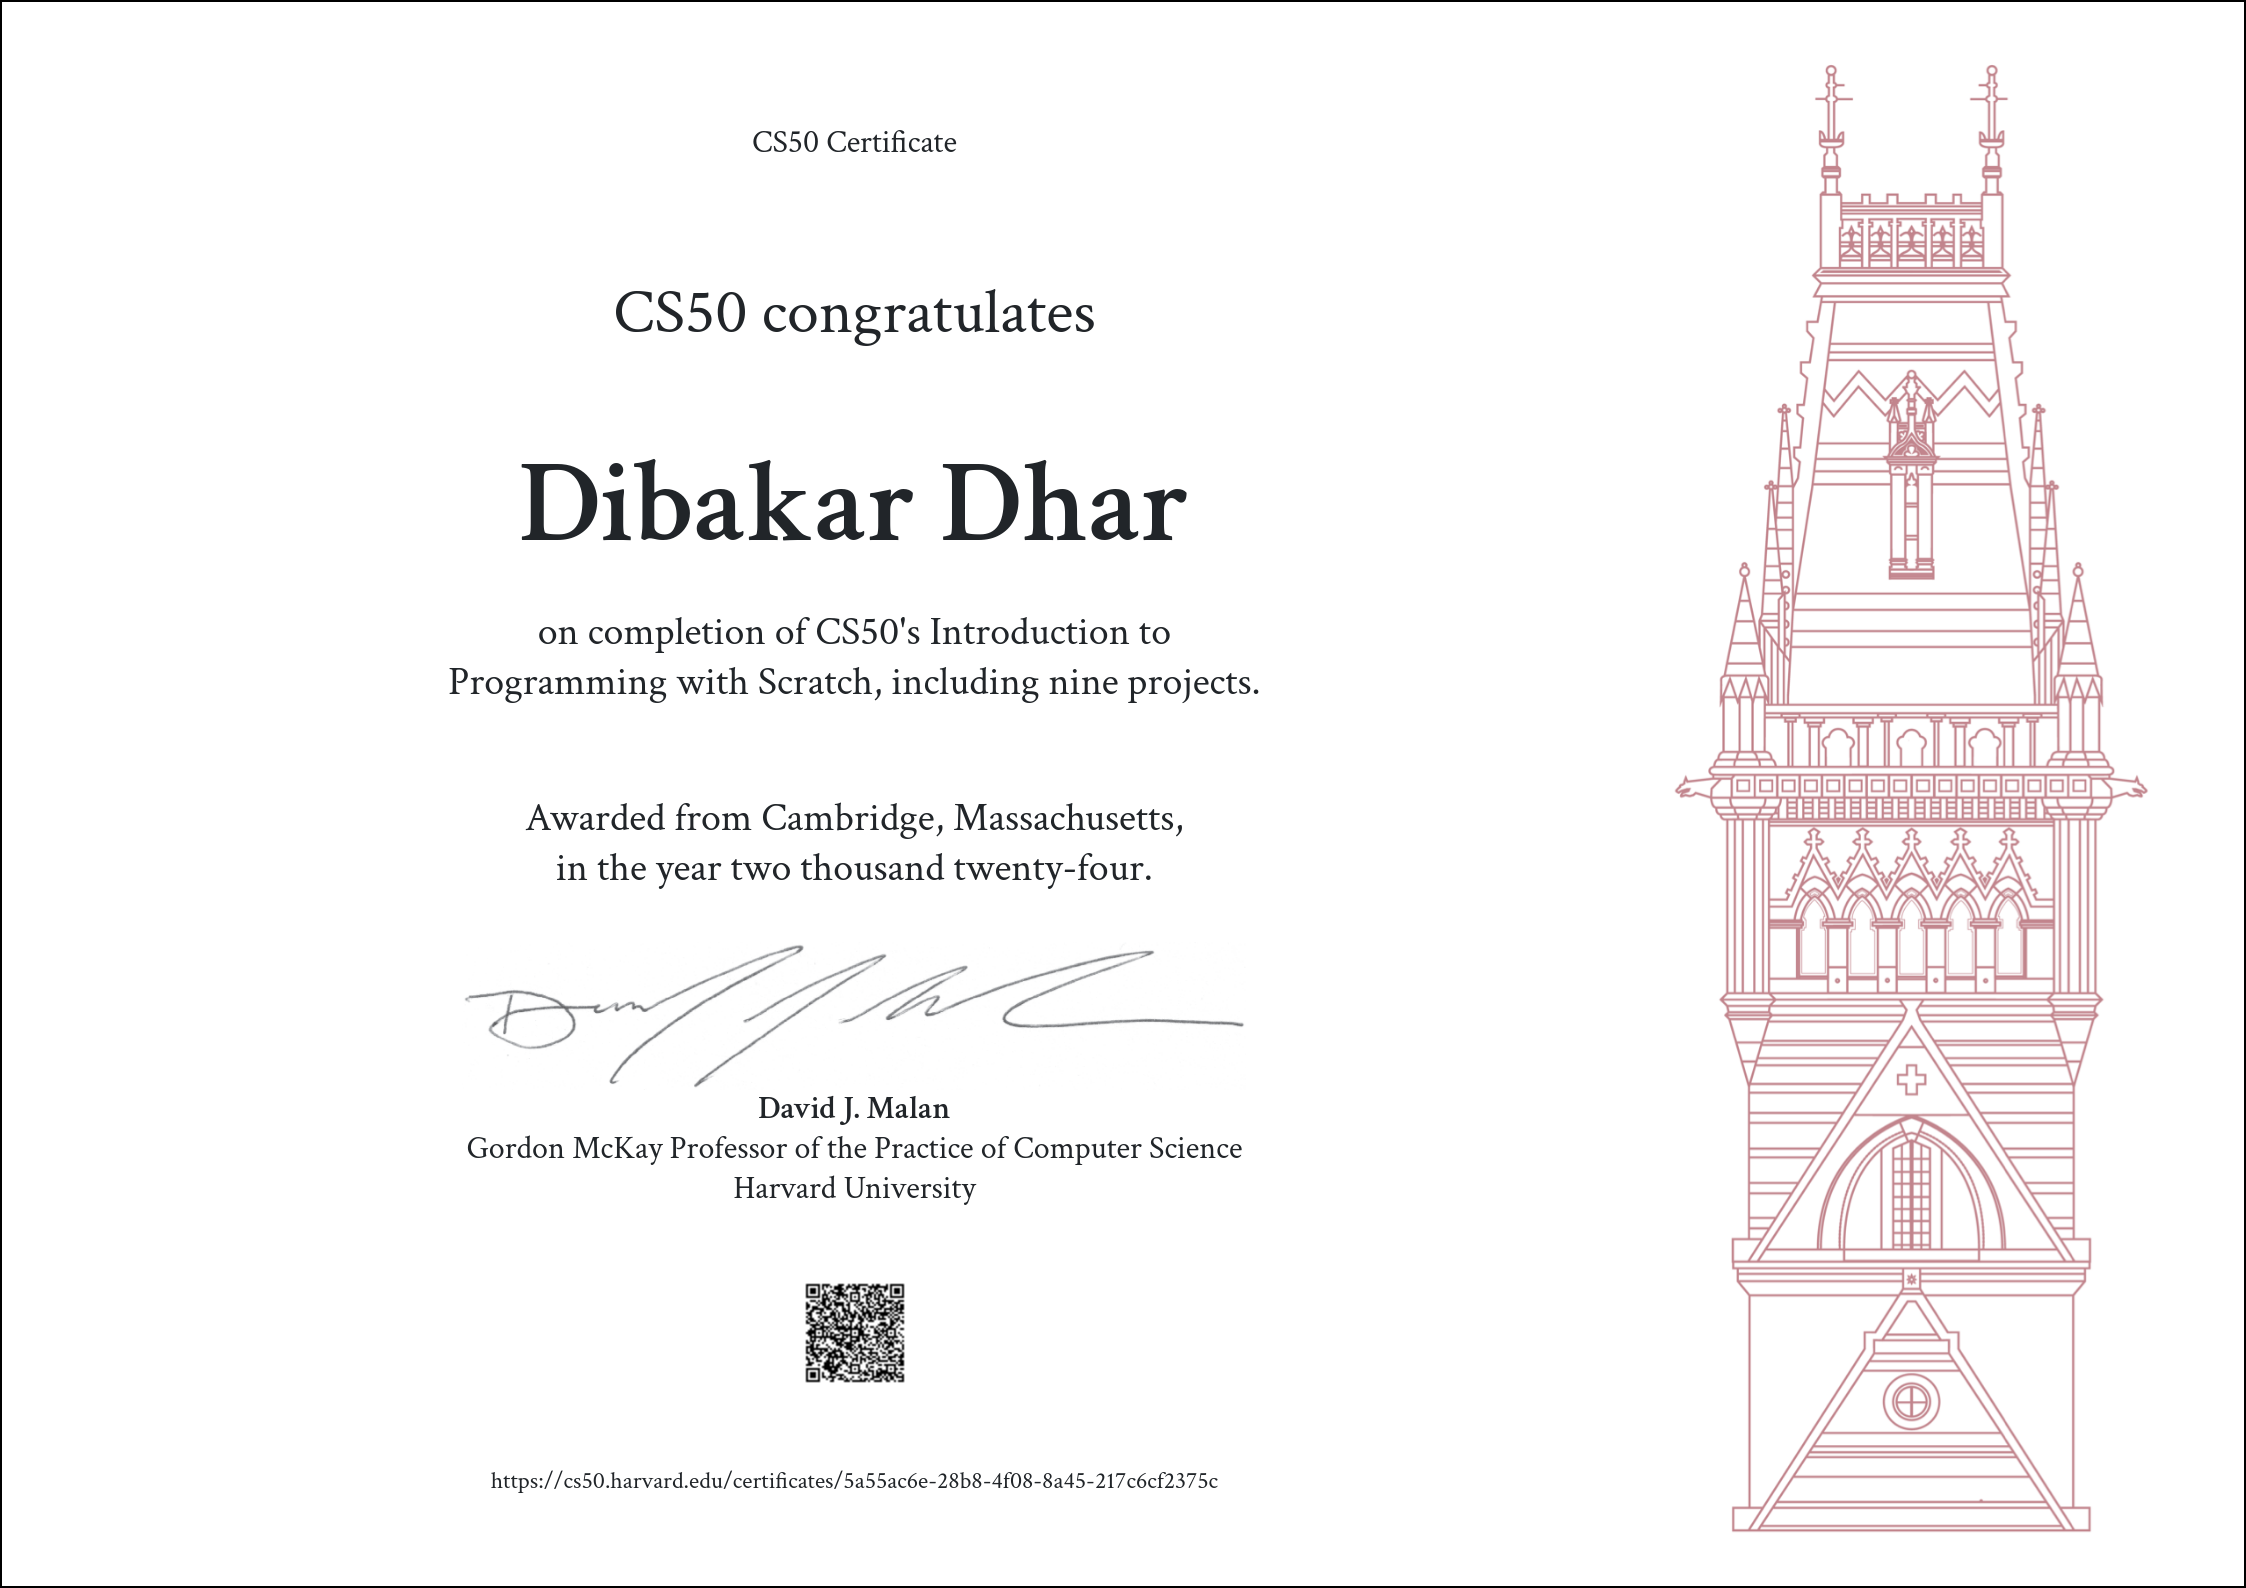 CS50 Certificate
CS50 congratulates
Dibakar Dhar
on completion of CS50's Introduction to
Programming with Scratch, including nine projects.
Awarded from Cambridge, Massachusetts,
in the year two thousand twenty-four.
David J. Malan
Gordon McKay Professor of the Practice of Computer Science
Harvard University
https://cs50.harvard.edu/certificates/5a55ac6e-28b8-4f08-8a45-217c6cf2375c